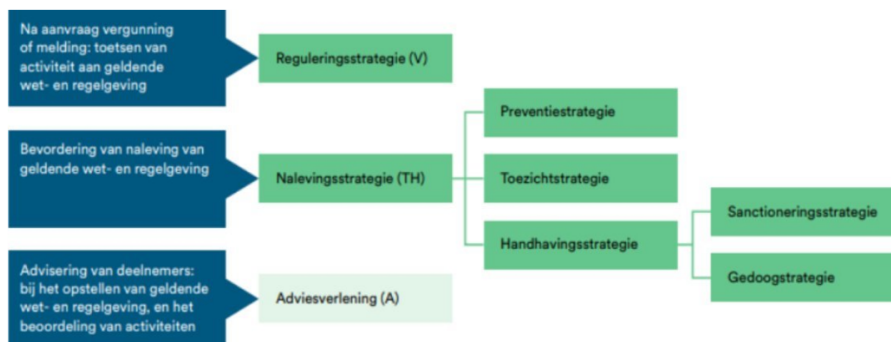 Na aanvraag vergunning
of melding: toetsen van
activiteit aan geldende
wet- en regelgeving
Reguleringsstrategie (V)
Bevordering van naleving van
geldende wet- en regelgeving
Nalevingsstrategie (TH)
Preventiestrategie
Toezichtstrategie
Handhavingsstrategie
Sanctioneringsstrategie
Gedoogstrategie
Advisering van deelnemers:
bij het opstellen van geldende
wet- en regelgeving, en het
beoordeling van activiteiten
Adviesverlening (A)